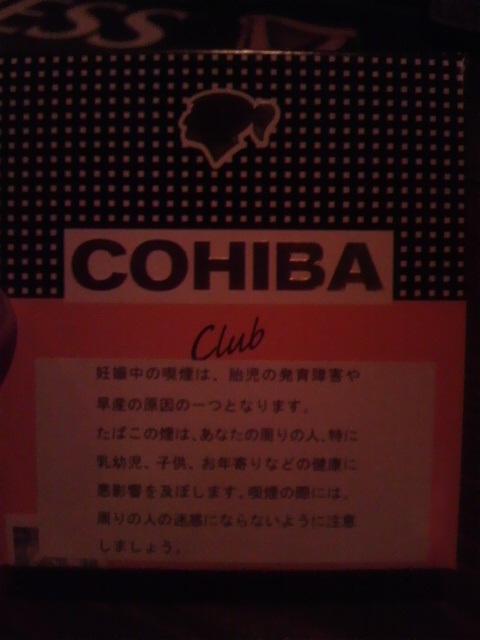 ESS
COHIBA
Club
妊娠中の喫煙は、胎児の発育障害や
早産の原因の一つとなります。
たばこの煙は、あなたの周りの人、特に
乳幼児、子供、お年寄りなどの健康に
悪影響を及ぼします。喫煙の際には、
周りの人の迷惑にならないように注意
しましょう。